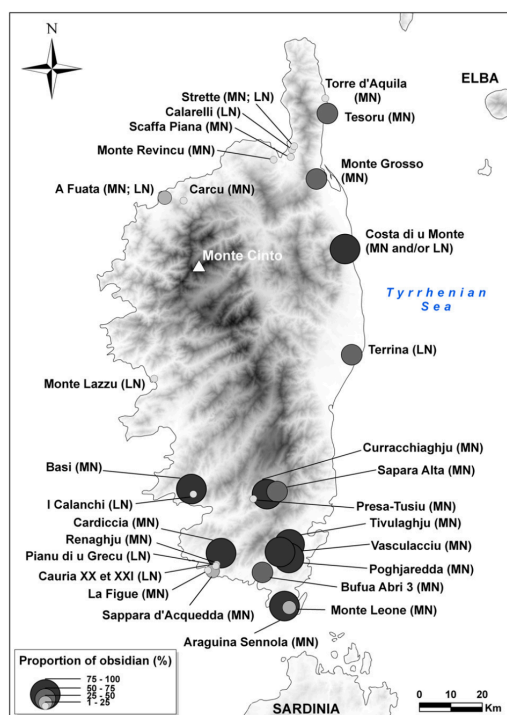 N
ELBA
Torre d'Aquila
(MN)
Tesoru (MN)
Strette (MN; LN)
Calarelli (LN)
Scaffa Piana (MN)
Monte Revincu (MN)
Monte Grosso
(MN)
A Fuata (MN; LN)
Carcu (MN)
Costa di u Monte
(MN and/or LN)
Monte Cinto
Tyrrhenian
Sea
Terrina (LN)
Monte Lazzu (LN)
Curracchiaghju (MN)
Basi (MN)
Sapara Alta (MN)
I Calanchi (LN)
Presa-Tusiu (MN)
Cardiccia (MN)
Tivulaghju (MN)
Renaghju (MN)
Vasculacciu (MN)
Pianu di u Grecu (LN)
Poghjaredda (MN)
Cauria XX et XXI (LN)
Bufua Abri 3 (MN)
La Figue (MN)
Sappara d'Acquedda (MN)
Monte Leone (MN)
Araguina Sennola (MN)
Proportion of obsidian (%)
75 - 100
50 - 75
25 - 50
1 - 25
SARDINIA
0 10 20
Km